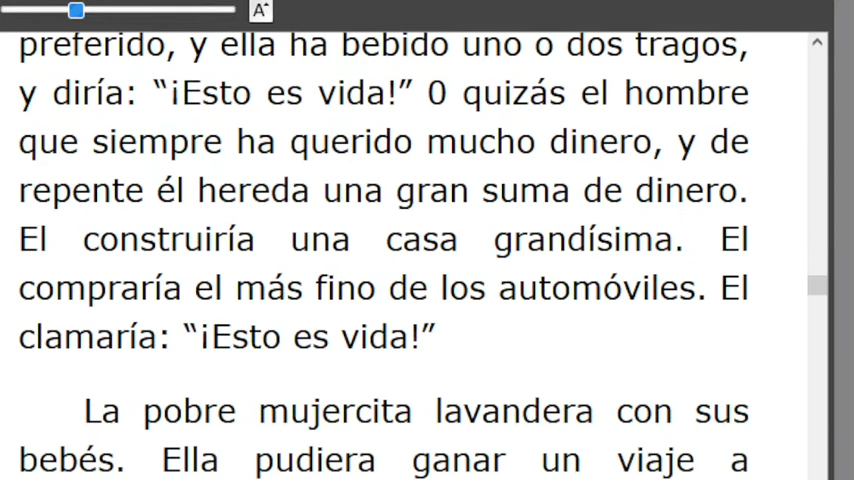 A
preferido, y ella ha bebido uno o dos tragos,
y diría: “¡Esto es vida!” 0 quizás el hombre
que siempre ha querido mucho dinero, y de
repente él hereda una gran suma de dinero.
El construiría una casa grandísima. El
compraría el más fino de los automóviles. El
clamaría: “¡Esto es vida!”
La pobre mujercita lavandera con sus
bebés. Ella pudiera ganar un viaje a